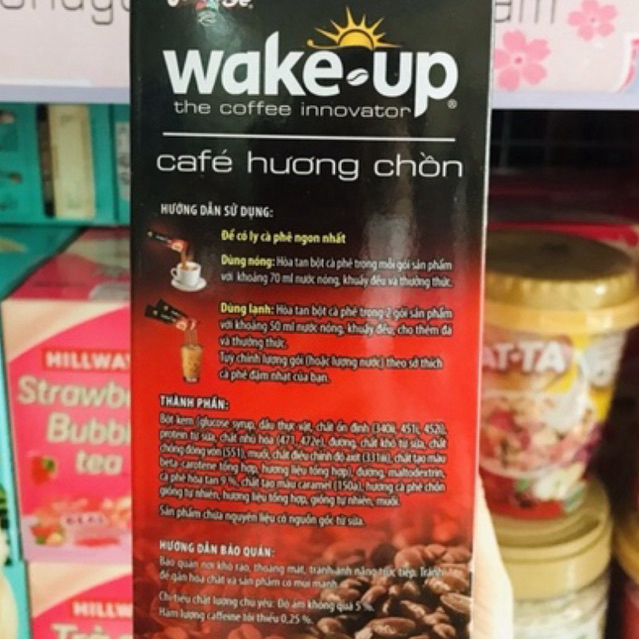 wake-up
the coffee innovator
®
café hương chồn
HƯỚNG DẪN SỬ DỤNG:
Để có ly cà phê ngon nhất
Dùng nóng: Hòa tan bột cà phê trong mỗi gói sản phẩm
với khoảng 70 ml nước nóng, khuấy đều và thưởng thức.
Dùng lạnh: Hòa tan bột cà phê trong 2 gói sản phẩm
với khoảng 50 ml nước nóng, khuấy đều, cho thêm đá
và thưởng thức.
Tùy chỉnh lượng gói (hoặc lượng nước) theo sở thích
cà phê đậm nhạt của bạn.
THÀNH PHẦN:
Bột kem (glucose syrup, dầu thực vật, chất ổn định (340ii, 451i, 452i),
protein từ sữa, chất nhũ hóa (471, 472e), đường, chất khô từ sữa, chất
chống đông vón (551), muối, chất điều chỉnh độ axit (331iii), chất tạo màu
beta-carotene tổng hợp, hương liệu tổng hợp), đường, maltodextrin,
cà phê hòa tan 9 %, chất tạo màu caramel (150a), hương cà phê chồn
giống tự nhiên, hương liệu tổng hợp, giống tự nhiên, muối.
Sản phẩm chứa nguyên liệu có nguồn gốc từ sữa.
HƯỚNG DẪN BẢO QUẢN:
Bảo quản nơi khô ráo, thoáng mát, tránh ánh nắng trực tiếp. Tránh
để gần hóa chất và sản phẩm có mùi mạnh.
Chỉ tiêu chất lượng chủ yếu: Độ ẩm không quá 5 %,
Hàm lượng caffeine tối thiểu 0,25 %.
HILLWAY
Strawb
Bubb
tea
AT-TA
HILLW
Trà